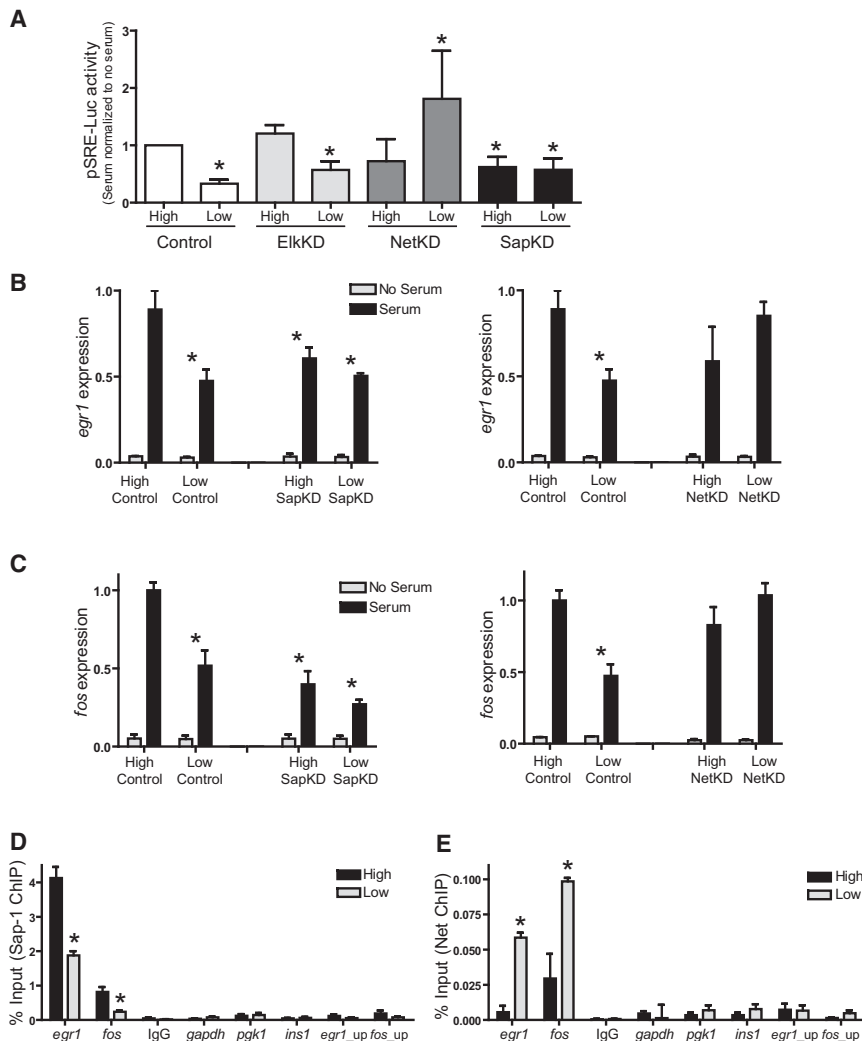 A
pSRE-Luc activity
(Serum normalized to no serum)
3
2
1
0
*
*
*
*
*
High Low High Low High Low High Low
Control ElkKD NetKD SapKD
B
egr1 expression
1.0
0.5
0.0
No Serum
Serum
*
*
*
High Control
Low Control
High SapKD
Low SapKD
egr1 expression
1.0
0.5
0.0
*
High Control
Low Control
High NetKD
Low NetKD
C
fos expression
1.0
0.5
0.0
No Serum
Serum
*
*
*
High Control
Low Control
High SapKD
Low SapKD
fos expression
1.0
0.5
0.0
*
High Control
Low Control
High NetKD
Low NetKD
D
% Input (Sap-1 ChIP)
4
3
2
1
0
High
Low
*
*
egr1 fos IgG gapdh pgk1 ins1 egr1_up fos_up
E
% Input (Net ChIP)
0.100
0.075
0.050
0.025
0.000
High
Low
*
*
egr1 fos IgG gapdh pgk1 ins1 egr1_up fos_up